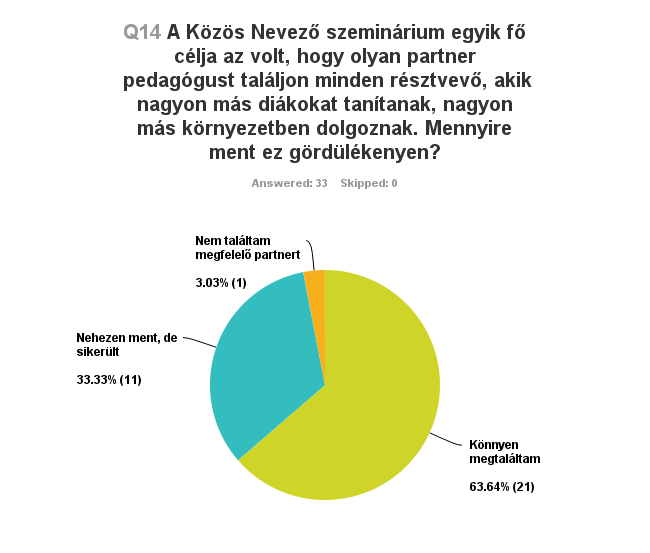 Q14 A Közös Nevező szeminárium egyik fő
célja az volt, hogy olyan partner
pedagógust találjon minden résztvevő, akik
nagyon más diákokat tanítanak, nagyon
más környezetben dolgoznak. Mennyire
ment ez gördülékenyen?
Answered: 33 Skipped: 0
Nem találtam
megfelelő partnert
3.03% (1)
Nehezen ment, de
sikerült
33.33% (11)
Könnyen
megtaláltam
63.64% (21)